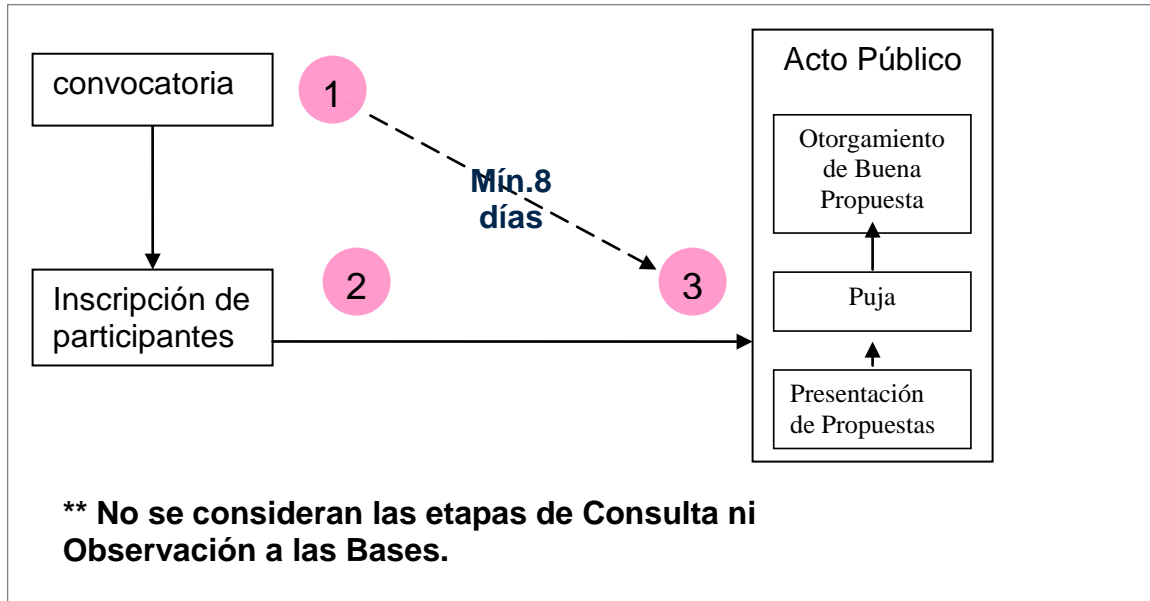 convocatoria
1
Mín.8
días
Inscripción de
participantes
2
3
Acto Público
Otorgamiento
de Buena
Propuesta
Puja
Presentación
de Propuestas
** No se consideran las etapas de Consulta ni
Observación a las Bases.